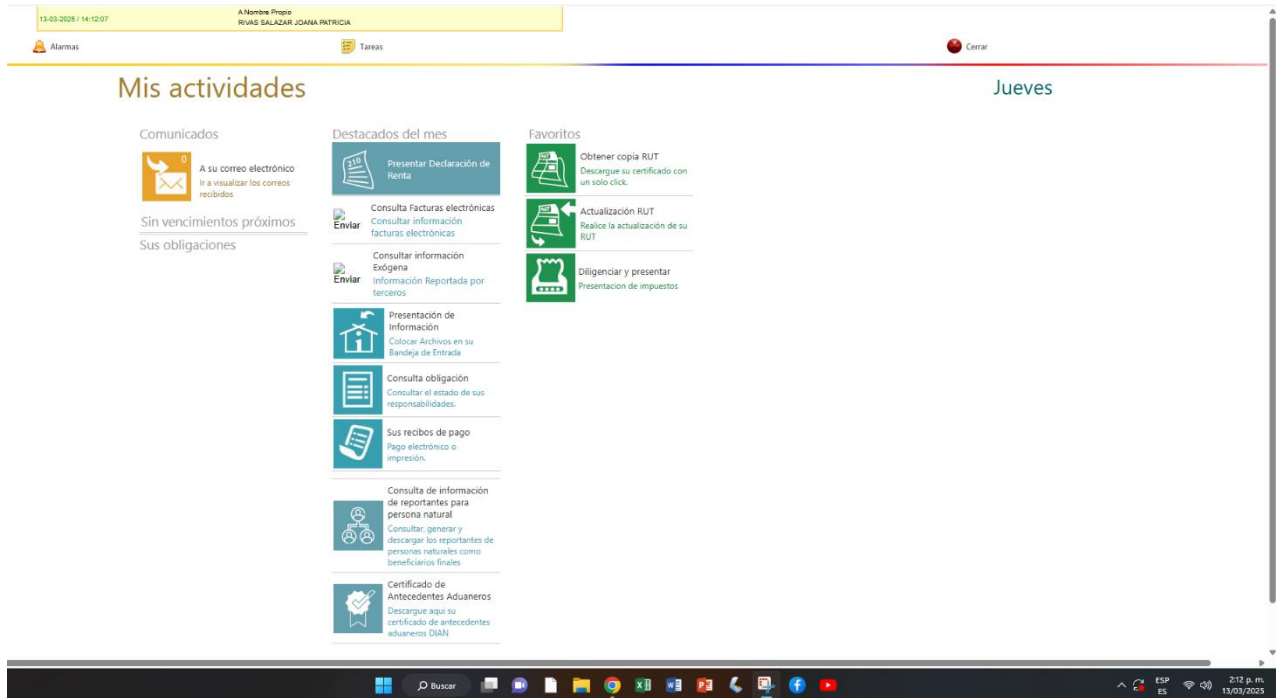 13-03-2025 / 14:12:07
A Nombre Propio
RIVAS SALAZAR JOANA PATRICIA
Alarmas
Tareas
Cerrar
Mis actividades
Jueves
Comunicados
0
A su correo electrónico
Ir a visualizar los correos
recibidos
Sin vencimientos próximos
Sus obligaciones
Destacados del mes
210
Presentar Declaración de
Renta
Enviar
Consulta Facturas electrónicas
Consultar información
facturas electrónicas
Enviar
Consultar información
Exógena
Información Reportada por
terceros
Presentación de
Información
Colocar Archivos en su
Bandeja de Entrada
Consulta obligación
Consultar el estado de sus
responsabilidades.
Sus recibos de pago
Pago electrónico o
impresión.
Consulta de información
de reportantes para
persona natural
Consultar, generar y
descargar los reportantes de
personas naturales como
beneficiarios finales
Certificado de
Antecedentes Aduaneros
Descargue aqui su
certificado de antecedentes
aduaneros DIAN
Favoritos
RUT
Obtener copia RUT
Descargue su certificado con
un solo click.
RUT
Actualización RUT
Realice la actualización de su
RUT
Diligenciar y presentar
Presentacion de impuestos
Buscar
ESP
ES
2:12 p. m.
13/03/2025